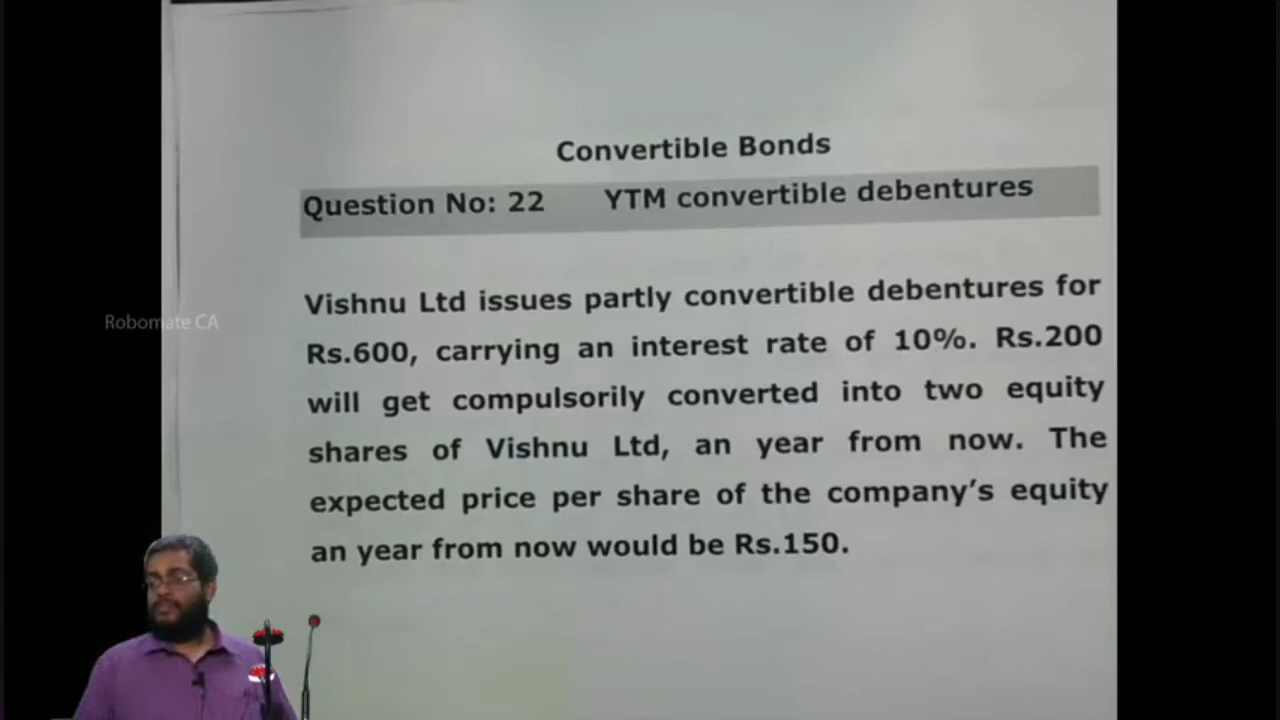 Convertible Bonds
Question No: 22 YTM convertible debentures
Vishnu Ltd issues partly convertible debentures for
Rs.600, carrying an interest rate of 10%. Rs.200
will get compulsorily converted into two equity
shares of Vishnu Ltd, an year from now. The
expected price per share of the company's equity
an year from now would be Rs.150.
Robomate CA